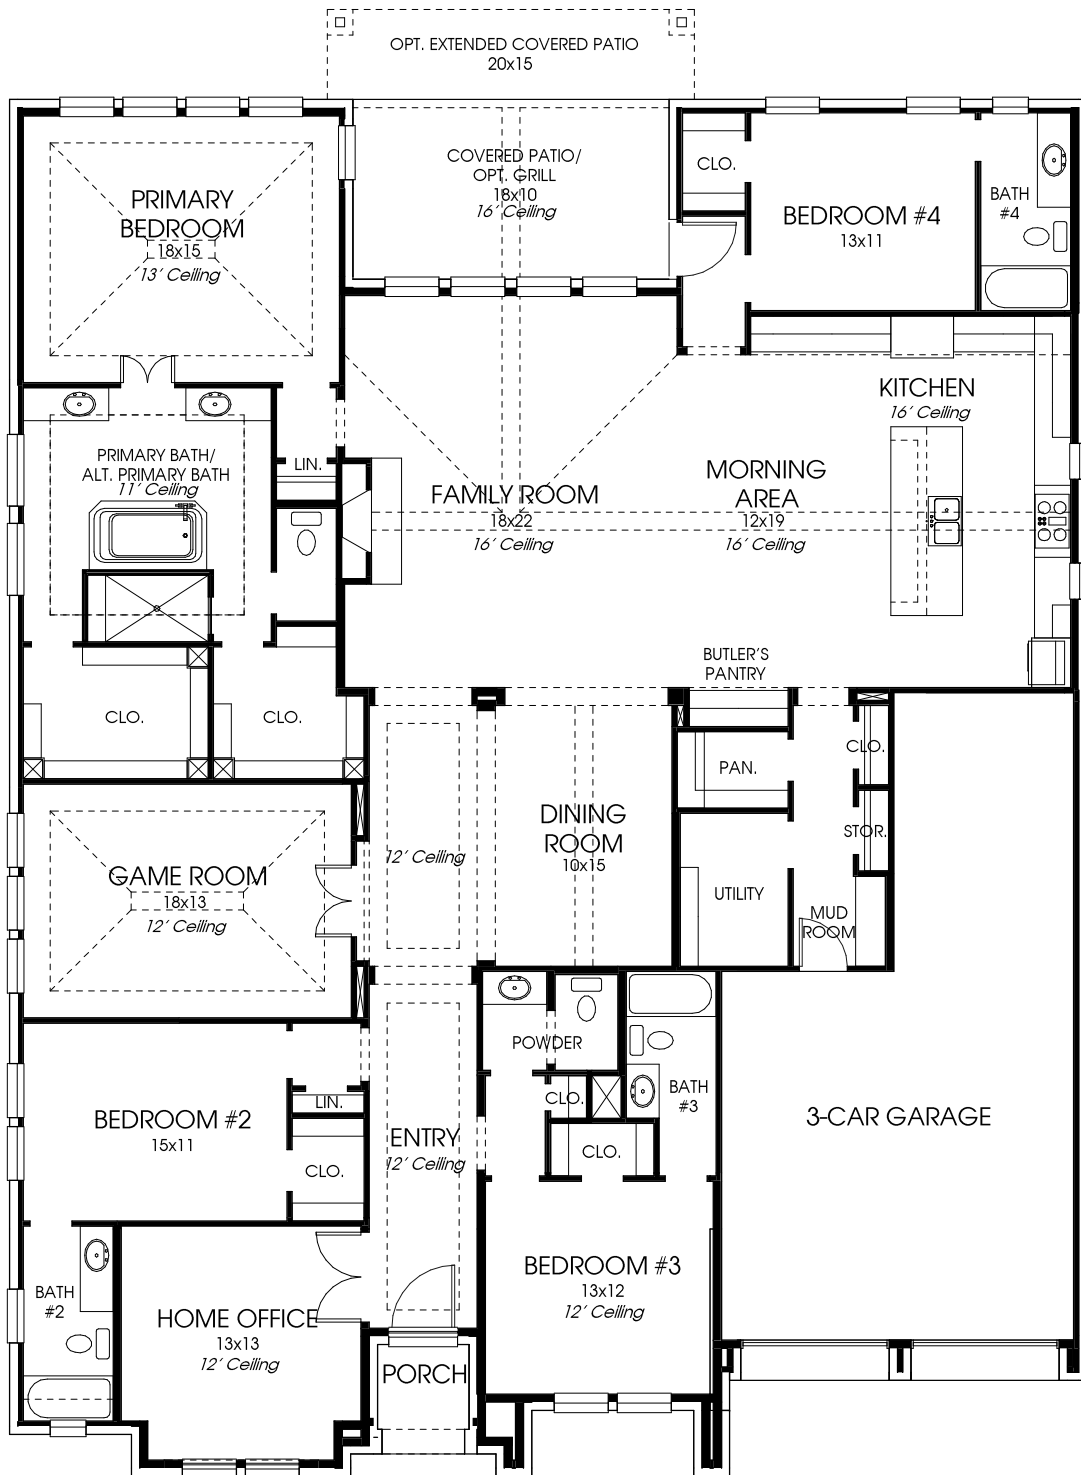 OPT. EXTENDED COVERED PATIO
20x15
COVERED PATIO/
OPT. GRILL
18x10
16' Ceiling
PRIMARY
BEDROOM
18x15
13' Ceiling
CLO.
BEDROOM #4
13x11
BATH
#4
KITCHEN
16' Ceiling
PRIMARY BATH/
ALT. PRIMARY BATH
11' Ceiling
LIN.
FAMILY ROOM
18x22
16' Ceiling
MORNING
AREA
12x19
16' Ceiling
BUTLER'S
PANTRY
CLO.
CLO.
CLO.
PAN.
DINING
ROOM
10x15
12' Ceiling
STOR.
GAME ROOM
18x13
12' Ceiling
UTILITY
MUD
ROOM
POWDER
BATH
#3
CLO.
LIN.
BEDROOM #2
15x11
ENTRY
12' Ceiling
CLO.
CLO.
3-CAR GARAGE
BEDROOM #3
13x12
12' Ceiling
BATH
#2
HOME OFFICE
13x13
12' Ceiling
PORCH